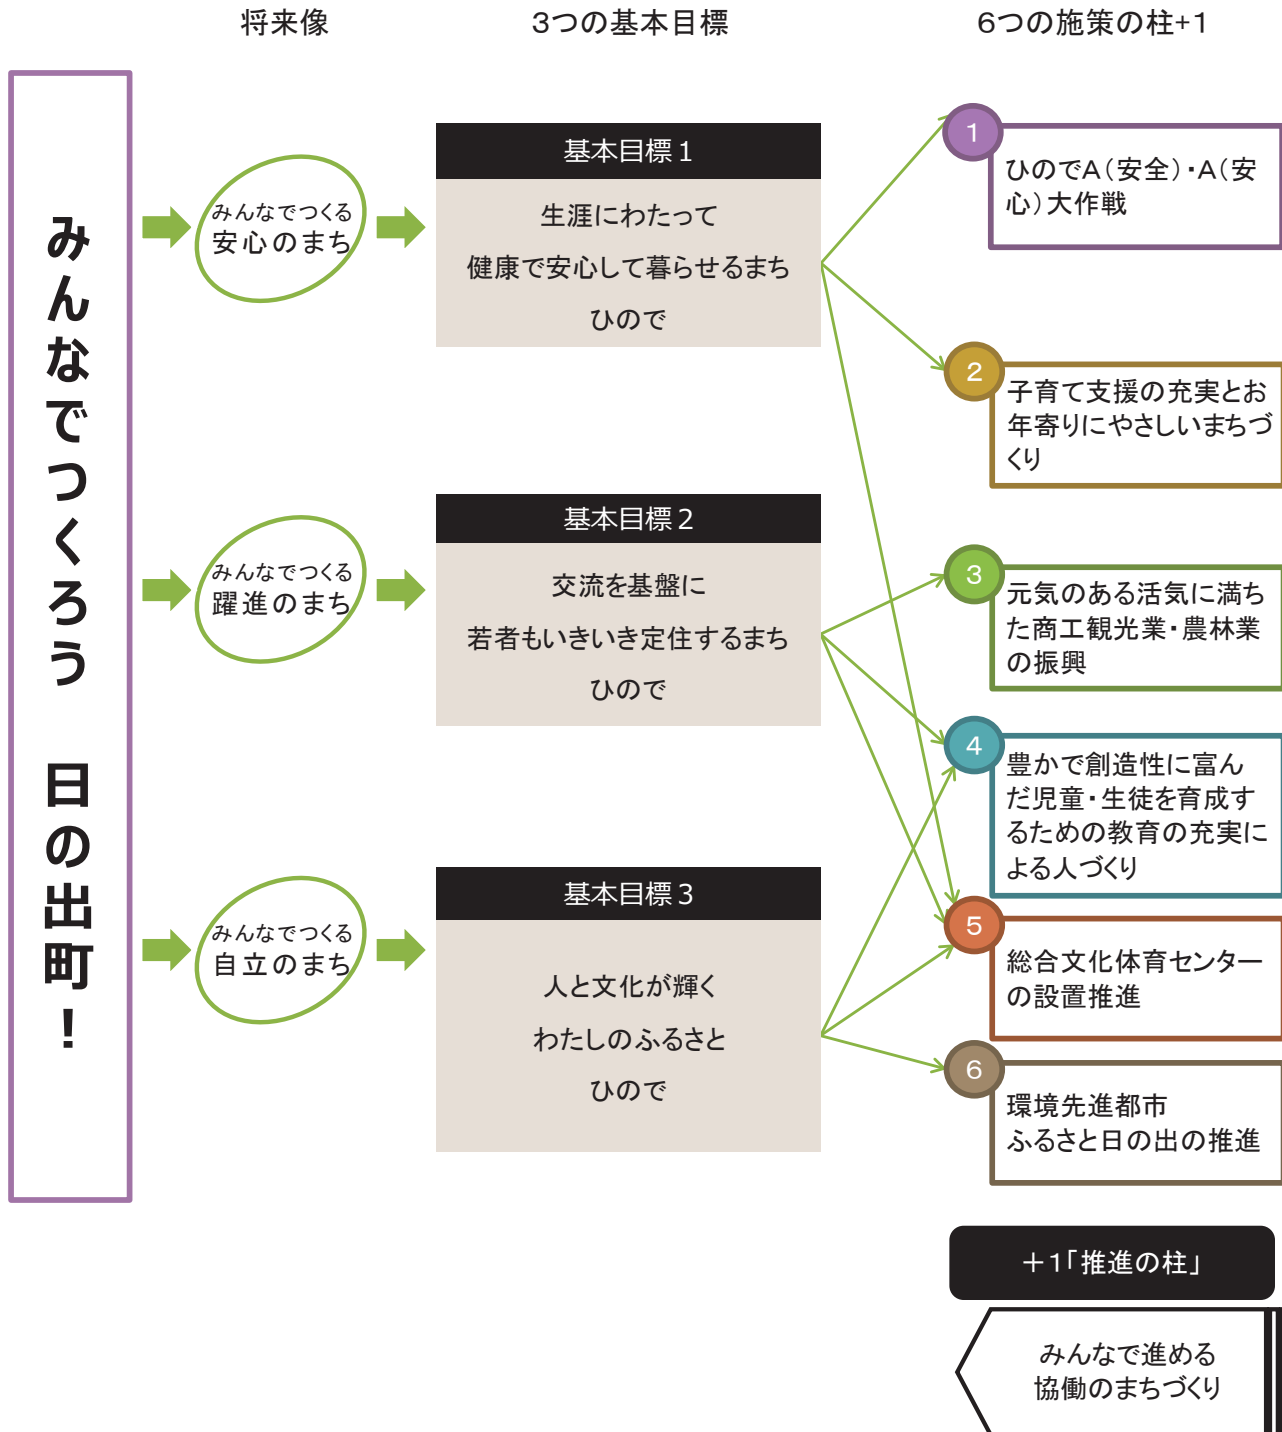 将来像
3つの基本目標
6つの施策の柱+1
みんなでつくろう　日の出町！
みんなでつくる
安心のまち
基本目標１
生涯にわたって
健康で安心して暮らせるまち
ひので
みんなでつくる
躍進のまち
基本目標２
交流を基盤に
若者もいきいき定住するまち
ひので
みんなでつくる
自立のまち
基本目標３
人と文化が輝く
わたしのふるさと
ひので
1
ひのでA（安全）・A（安
心）大作戦
2
子育て支援の充実とお
年寄りにやさしいまちづ
くり
3
元気のある活気に満ち
た商工観光業・農林業
の振興
4
豊かで創造性に富ん
だ児童・生徒を育成す
るための教育の充実に
よる人づくり
5
総合文化体育センター
の設置推進
6
環境先進都市
ふるさと日の出の推進
＋1「推進の柱」
みんなで進める
協働のまちづくり